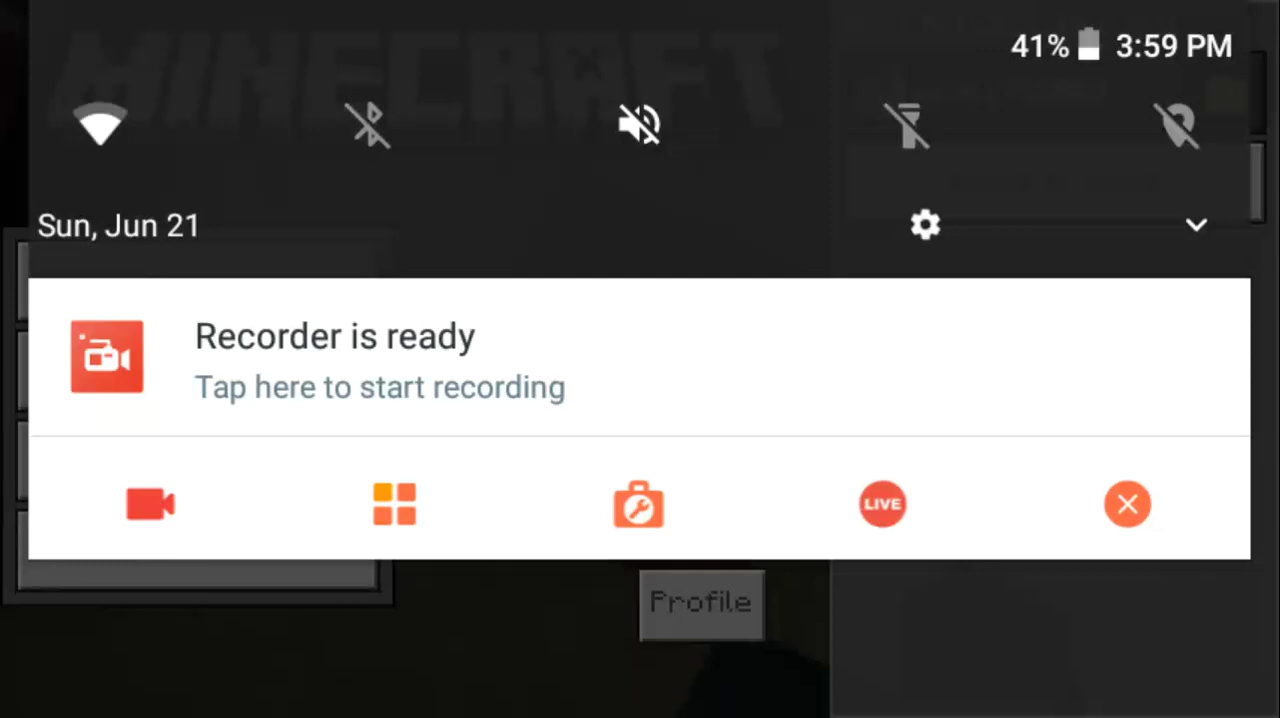 MINECRAFT
41% 3:59 PM
Sun, Jun 21
Recorder is ready
Tap here to start recording
LIVE
Profile